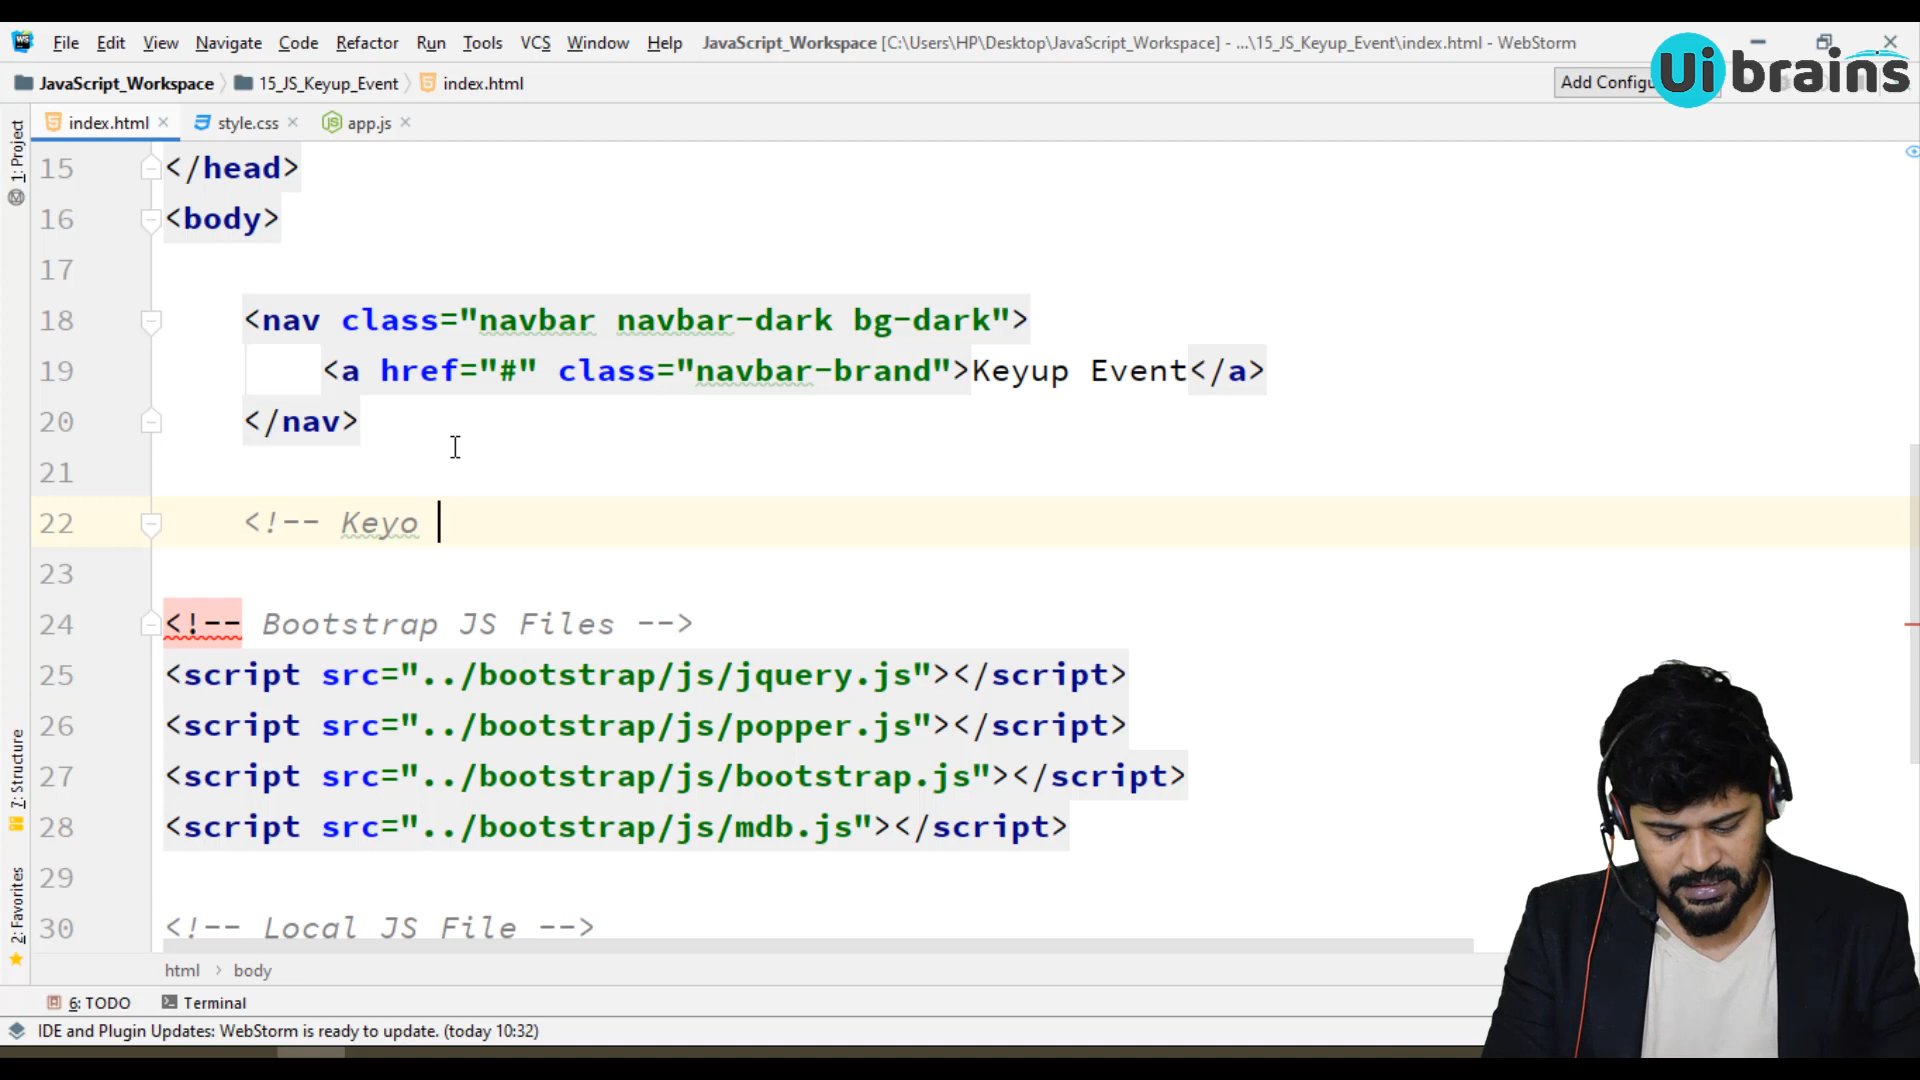 File Edit View Navigate Code Refactor Run Tools VCS Window Help JavaScript_Workspace [C:\Users\HP\Desktop\JavaScript_Workspace] - ...\15_JS_Keyup_Event\index.html - WebStorm
JavaScript_Workspace 15_JS_Keyup_Event index.html Add Configu
Ui brains
index.html style.css app.js
1: Project
7: Structure
2: Favorites
15 </head>
16 <body>
17
18 <nav class="navbar navbar-dark bg-dark">
19 <a href="#" class="navbar-brand">Keyup Event</a>
20 </nav>
21
22 <!-- Keyo
23
24 <!-- Bootstrap JS Files -->
25 <script src="../bootstrap/js/jquery.js"></script>
26 <script src="../bootstrap/js/popper.js"></script>
27 <script src="../bootstrap/js/bootstrap.js"></script>
28 <script src="../bootstrap/js/mdb.js"></script>
29
30 <!-- Local JS File -->
html › body
6: TODO Terminal
IDE and Plugin Updates: WebStorm is ready to update. (today 10:32)